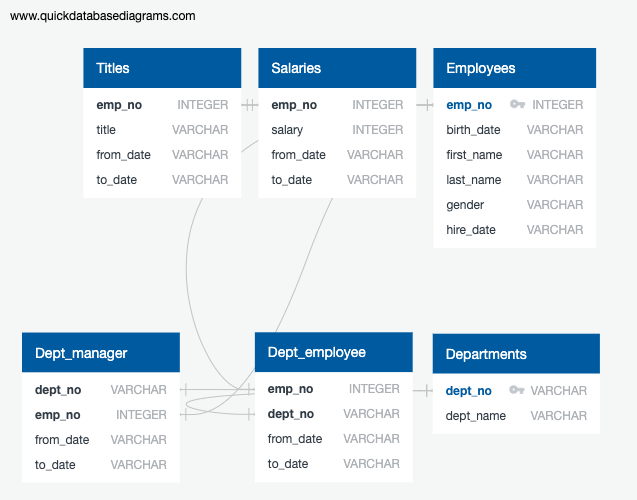 www.quickdatabasediagrams.com
Titles
emp_no INTEGER
title VARCHAR
from_date VARCHAR
to_date VARCHAR
Salaries
emp_no INTEGER
salary INTEGER
from_date VARCHAR
to_date VARCHAR
Employees
emp_no INTEGER
birth_date VARCHAR
first_name VARCHAR
last_name VARCHAR
gender VARCHAR
hire_date VARCHAR
Dept_manager
dept_no VARCHAR
emp_no INTEGER
from_date VARCHAR
to_date VARCHAR
Dept_employee
emp_no INTEGER
dept_no VARCHAR
from_date VARCHAR
to_date VARCHAR
Departments
dept_no VARCHAR
dept_name VARCHAR